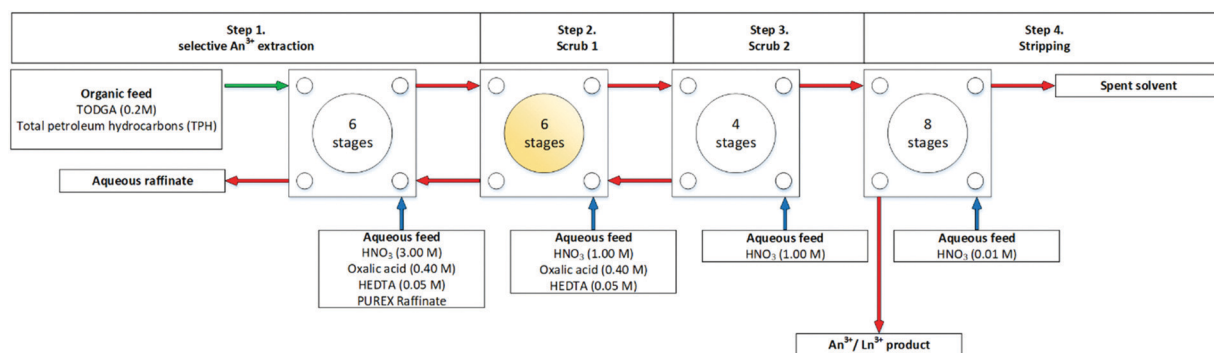 Step 1.
selective An³⁺ extraction
Step 2.
Scrub 1
Step 3.
Scrub 2
Step 4.
Stripping
Organic feed
TODGA (0.2M)
Total petroleum hydrocarbons (TPH)
6
stages
6
stages
4
stages
8
stages
Spent solvent
Aqueous raffinate
Aqueous feed
HNO₃ (3.00 M)
Oxalic acid (0.40 M)
HEDTA (0.05 M)
PUREX Raffinate
Aqueous feed
HNO₃ (1.00 M)
Oxalic acid (0.40 M)
HEDTA (0.05 M)
Aqueous feed
HNO₃ (1.00 M)
Aqueous feed
HNO₃ (0.01 M)
An³⁺/ Ln³⁺ product